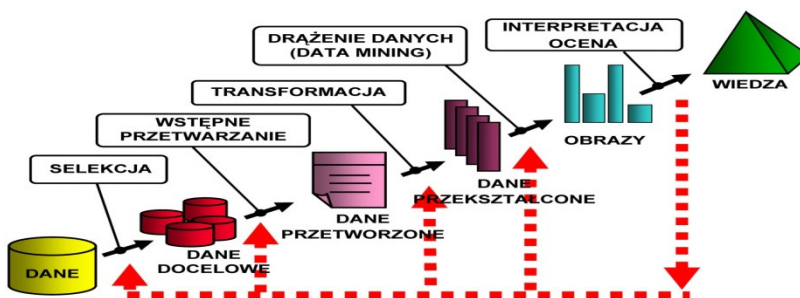 DRĄŻENIE DANYCH
(DATA MINING)
INTERPRETACJA
OCENA
WIEDZA
TRANSFORMACJA
OBRAZY
WSTĘPNE
PRZETWARZANIE
SELEKCJA
DANE
PRZEKSZTAŁCONE
DANE
PRZETWORZONE
DANE
DOCELOWE
DANE